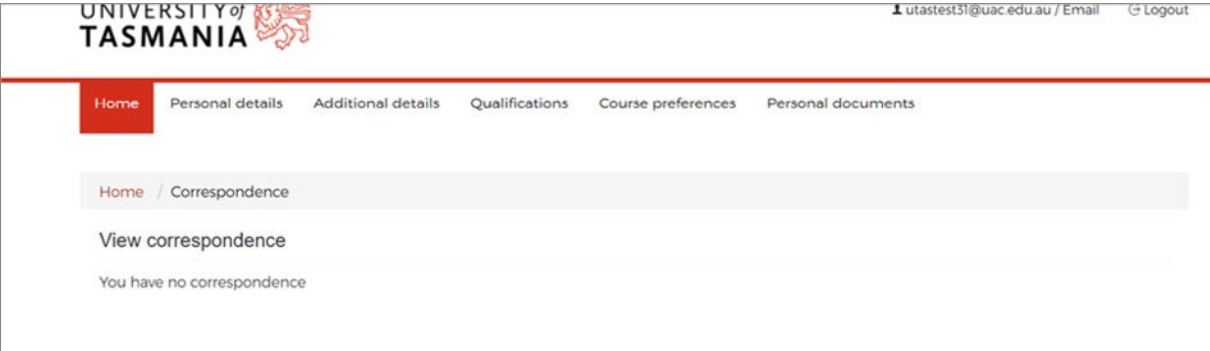 UNIVERSITY of
TASMANIA
utastest31@uac.edu.au / Email Logout
Home Personal details Additional details Qualifications Course preferences Personal documents
Home / Correspondence
View correspondence
You have no correspondence